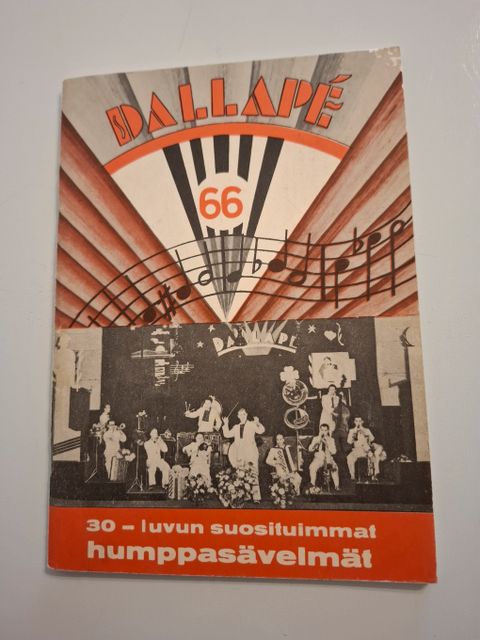 DALLAPÉ
66
DALLAPÉ
30 – luvun suosituimmat
humppasävelmät